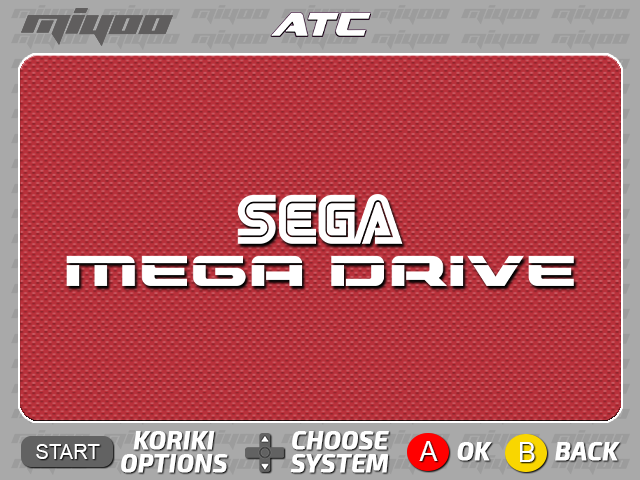 miyoo
ATC
SEGA
MEGA DRIVE
START
KORIKI
OPTIONS
CHOOSE
SYSTEM
A
OK
B
BACK